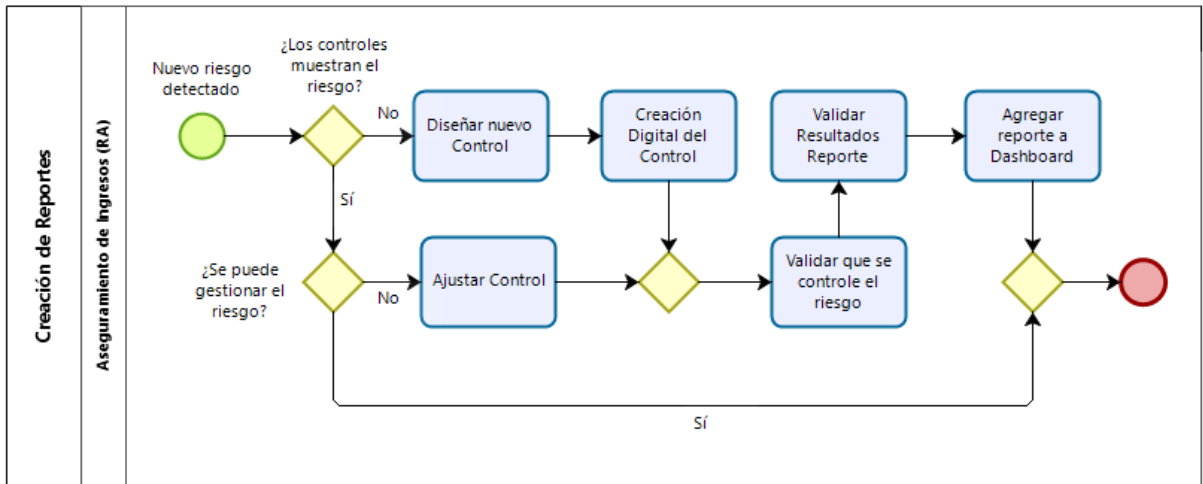 Creación de Reportes
Aseguramiento de Ingresos (RA)
Nuevo riesgo
detectado
¿Los controles
muestran el
riesgo?
No
Diseñar nuevo
Control
Creación
Digital del
Control
Validar
Resultados
Reporte
Agregar
reporte a
Dashboard
Sí
¿Se puede
gestionar el
riesgo?
No
Ajustar Control
Validar que se
controle el
riesgo
Sí